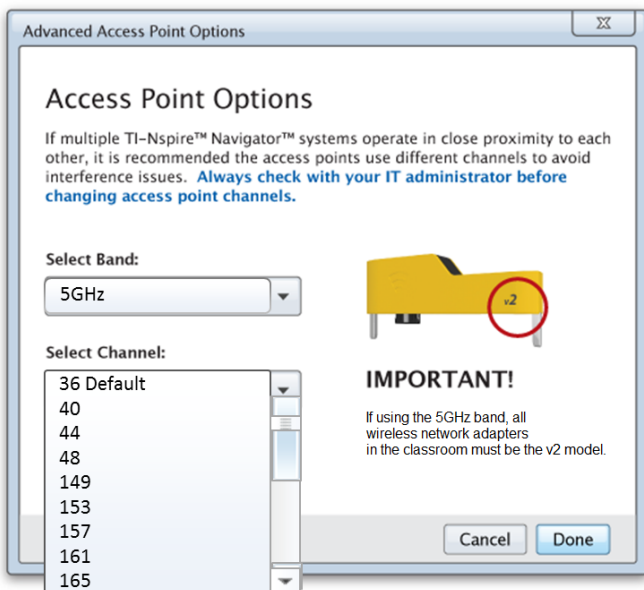 Advanced Access Point Options
Access Point Options
If multiple TI-Nspire™ Navigator™ systems operate in close proximity to each
other, it is recommended the access points use different channels to avoid
interference issues. Always check with your IT administrator before
changing access point channels.
Select Band:
5GHz
v2
Select Channel:
36 Default
40
44
48
149
153
157
161
165
IMPORTANT!
If using the 5GHz band, all
wireless network adapters
in the classroom must be the v2 model.
Cancel
Done